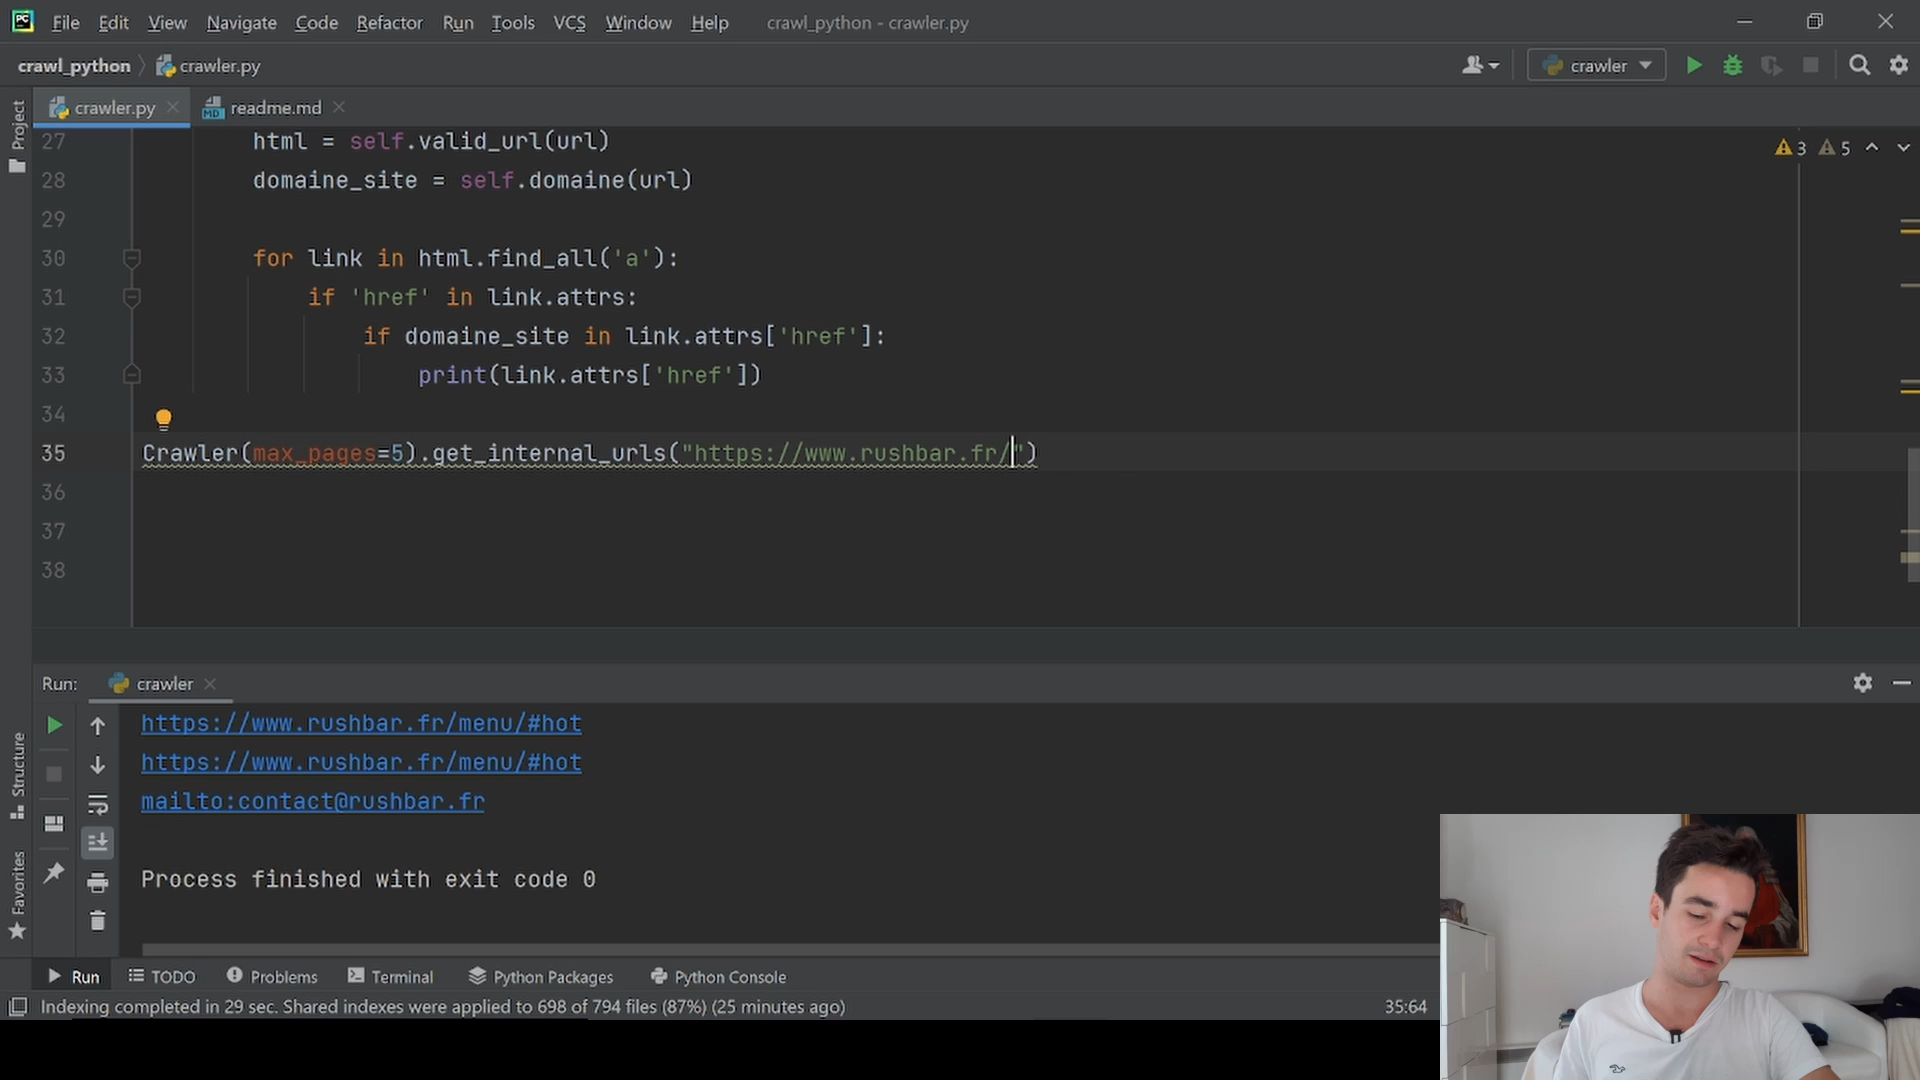 PC File Edit View Navigate Code Refactor Run Tools VCS Window Help crawl_python - crawler.py
crawl_python crawler.py crawler
Project crawler.py MD readme.md
27 html = self.valid_url(url) 3 5
28 domaine_site = self.domaine(url)
29
30 for link in html.find_all('a'):
31 if 'href' in link.attrs:
32 if domaine_site in link.attrs['href']:
33 print(link.attrs['href'])
34
35 Crawler(max_pages=5).get_internal_urls("https://www.rushbar.fr/")
36
37
38
Run: crawler
https://www.rushbar.fr/menu/#hot
https://www.rushbar.fr/menu/#hot
mailto:contact@rushbar.fr
Process finished with exit code 0
Structure
Favorites
Run TODO Problems Terminal Python Packages Python Console
Indexing completed in 29 sec. Shared indexes were applied to 698 of 794 files (87%) (25 minutes ago) 35:64